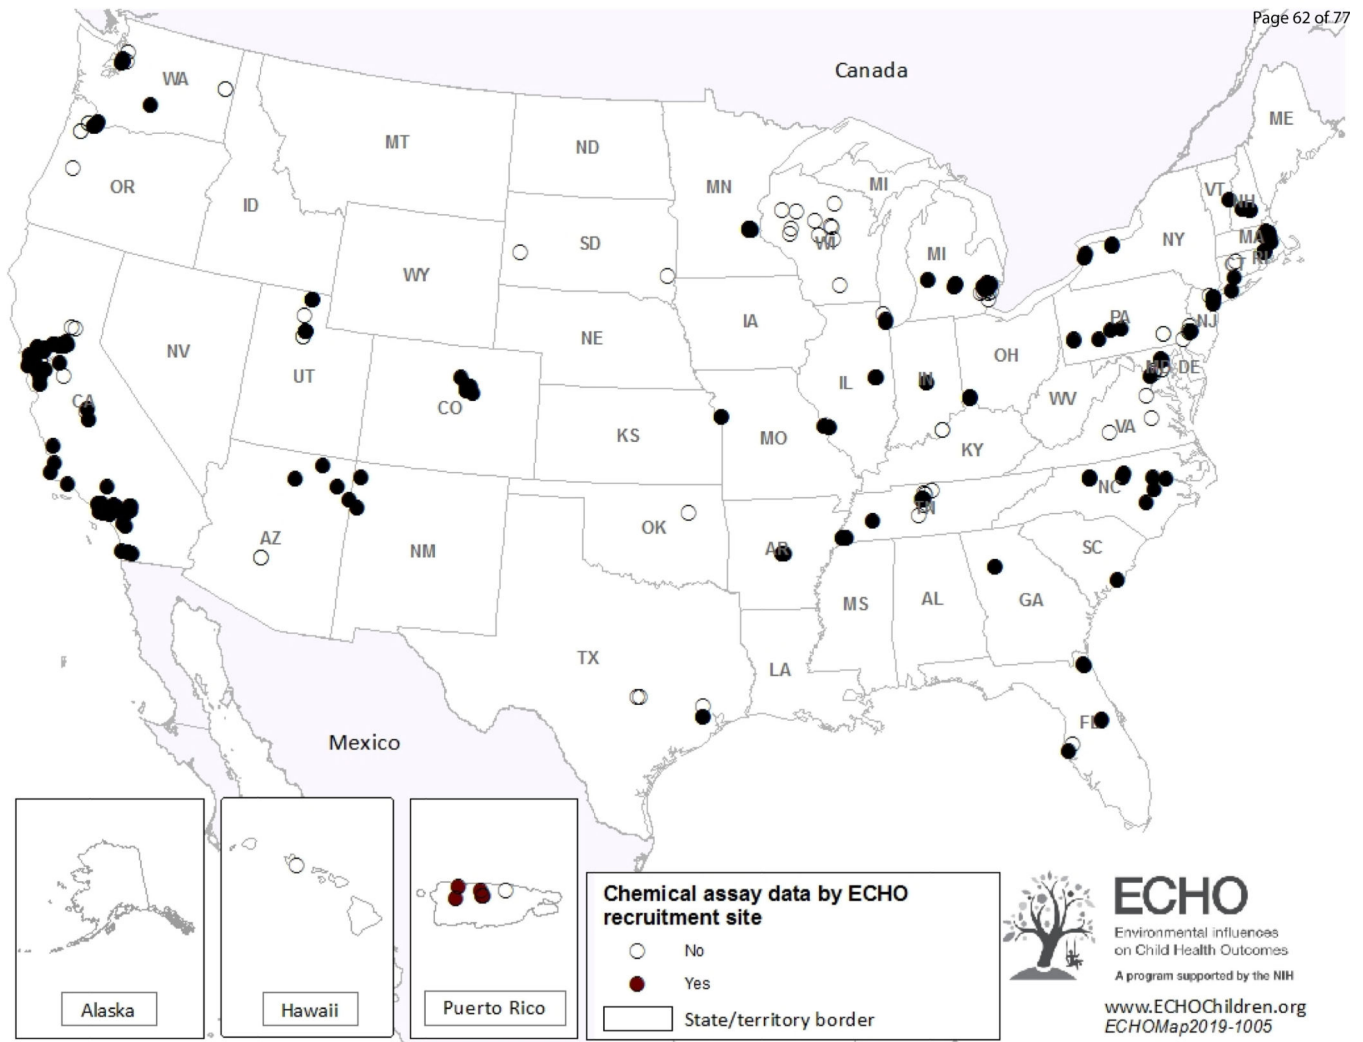 Page 62 of 77
Canada
WA
ME
MT
ND
OR
MN
VT
MI
NH
ID
WI
MA
NY
SD
MI
RI
CT
WY
IA
PA
NJ
NE
NV
OH
UT
IL
IN
MD
DE
CA
CO
WV
KS
MO
VA
KY
NC
TN
OK
AZ
AR
SC
NM
MS
AL
GA
TX
LA
FL
Mexico
Alaska
Hawaii
Puerto Rico
Chemical assay data by ECHO
recruitment site
No
Yes
State/territory border
ECHO
Environmental influences
on Child Health Outcomes
A program supported by the NIH
www.ECHOChildren.org
ECHOMap2019-1005